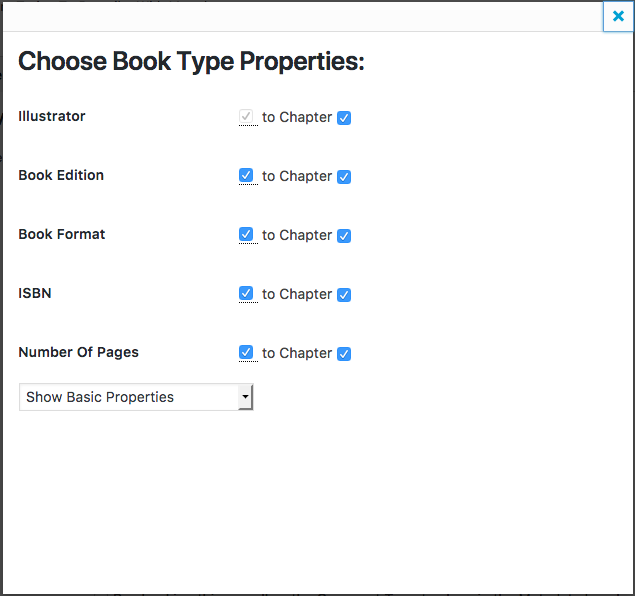 Choose Book Type Properties:
Illustrator to Chapter
Book Edition to Chapter
Book Format to Chapter
ISBN to Chapter
Number Of Pages to Chapter
Show Basic Properties